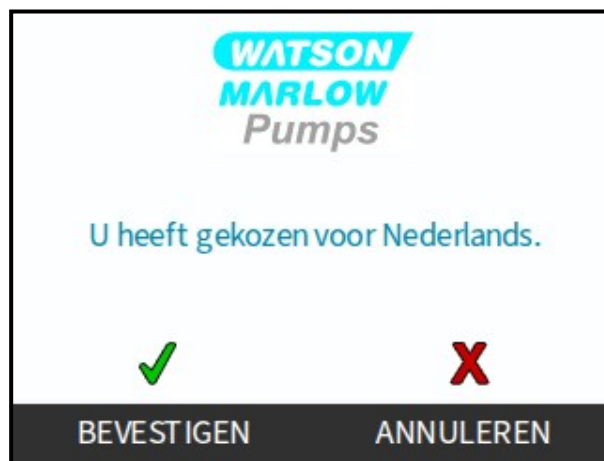 WATSON
MARLOW
Pumps
U heeft gekozen voor Nederlands.
BEVESTIGEN ANNULEREN